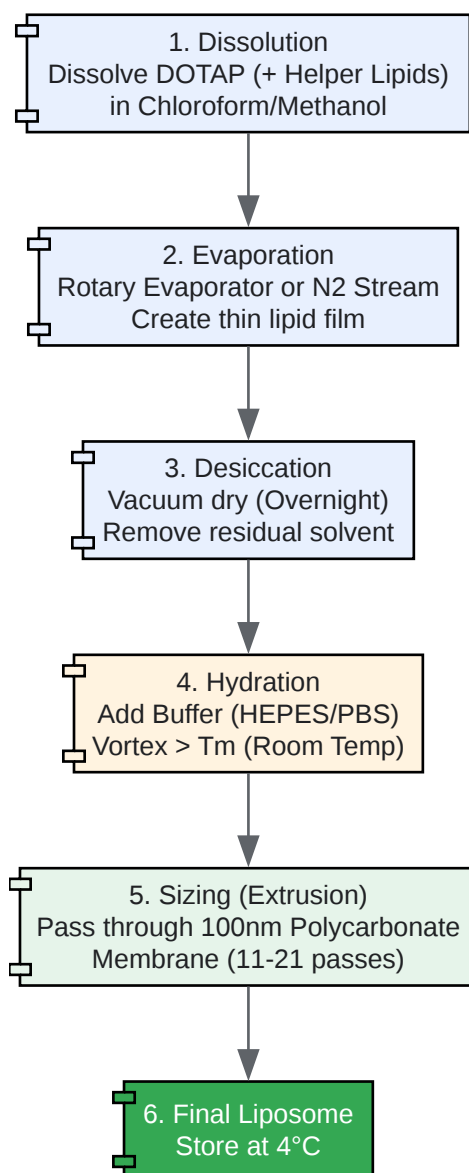 1. Dissolution
Dissolve DOTAP (+ Helper Lipids)
in Chloroform/Methanol
2. Evaporation
Rotary Evaporator or N2 Stream
Create thin lipid film
3. Desiccation
Vacuum dry (Overnight)
Remove residual solvent
4. Hydration
Add Buffer (HEPES/PBS)
Vortex > Tm (Room Temp)
5. Sizing (Extrusion)
Pass through 100nm Polycarbonate
Membrane (11-21 passes)
6. Final Liposome
Store at 4°C